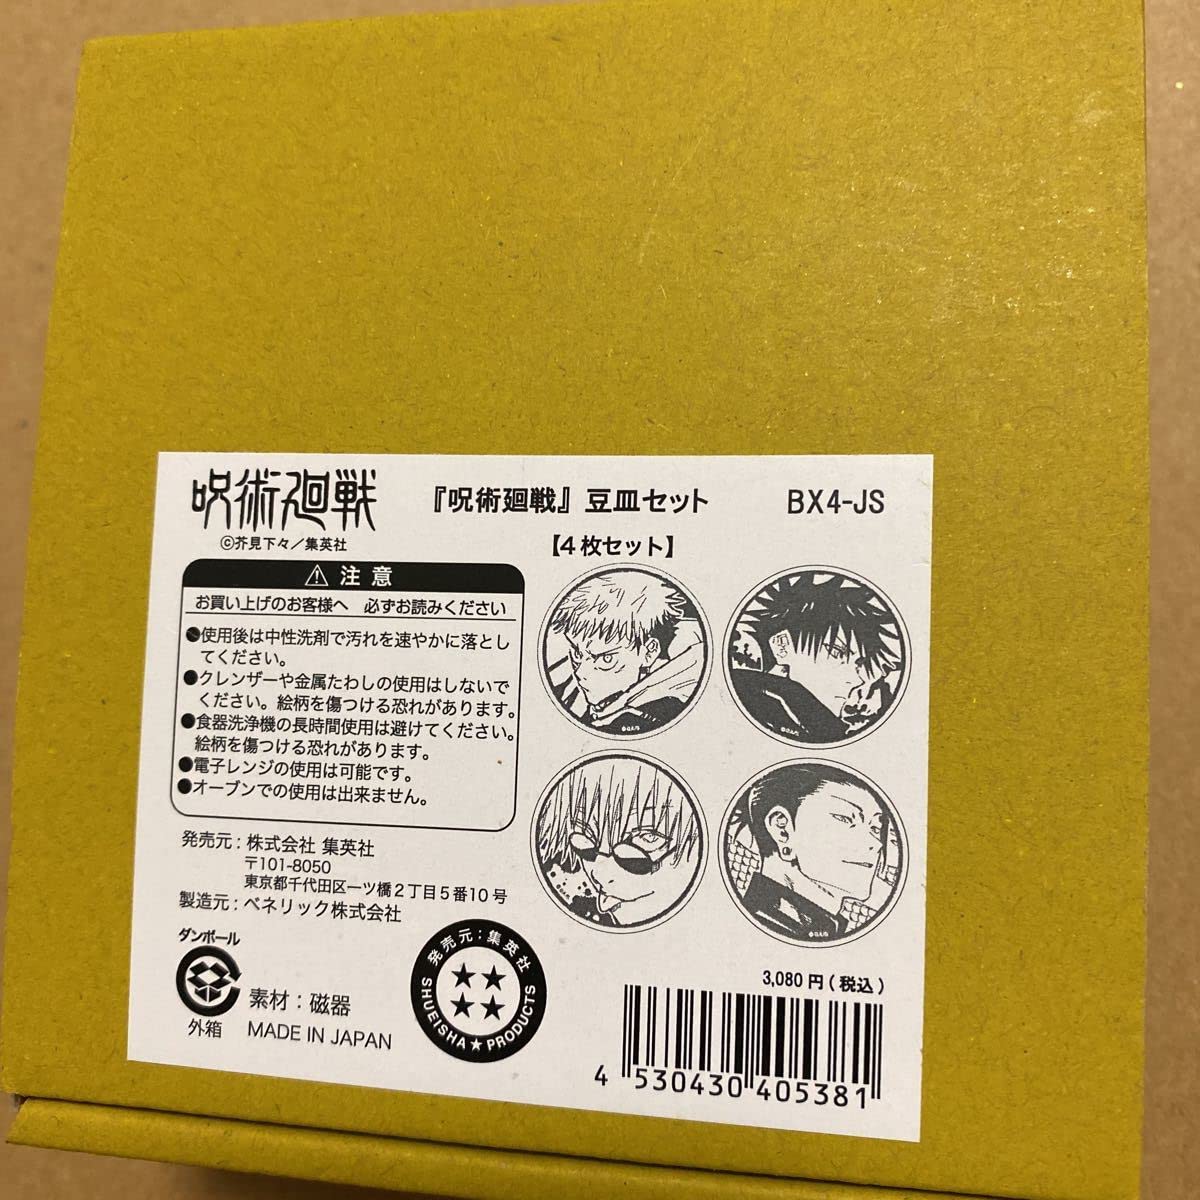 呪術廻戦
©芥見下々／集英社
『呪術廻戦』豆皿セット
BX4-JS
【4枚セット】
⚠ 注意
お買い上げのお客様へ 必ずお読みください
●使用後は中性洗剤で汚れを速やかに落とし
てください。
●クレンザーや金属たわしの使用はしないで
ください。絵柄を傷つける恐れがあります。
●食器洗浄機の長時間使用は避けてください。
絵柄を傷つける恐れがあります。
●電子レンジの使用は可能です。
●オーブンでの使用は出来ません。
発売元：株式会社 集英社
〒101-8050
東京都千代田区一ツ橋2丁目5番10号
製造元：ベネリック株式会社
ダンボール
外箱
素材：磁器
MADE IN JAPAN
発売元：集英社
SHUEISHA★PRODUCTS
3,080円(税込)
4 530430 405381